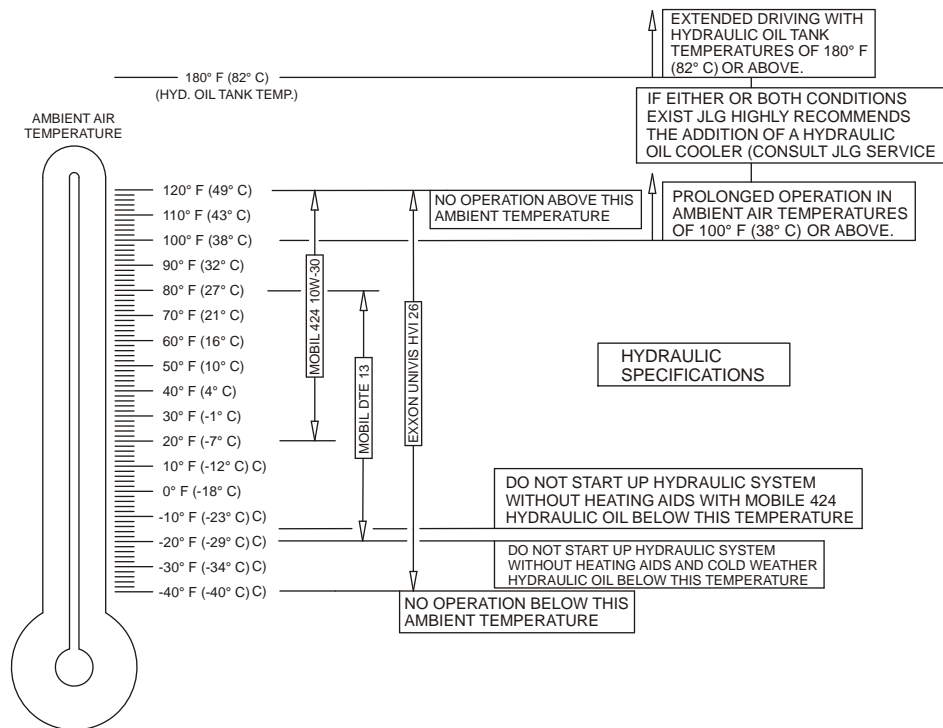 EXTENDED DRIVING WITH
HYDRAULIC OIL TANK
TEMPERATURES OF 180° F
(82° C) OR ABOVE.
180° F (82° C)
(HYD. OIL TANK TEMP.)
IF EITHER OR BOTH CONDITIONS
EXIST JLG HIGHLY RECOMMENDS
THE ADDITION OF A HYDRAULIC
OIL COOLER (CONSULT JLG SERVICE
AMBIENT AIR
TEMPERATURE
120° F (49° C)
110° F (43° C)
100° F (38° C)
90° F (32° C)
80° F (27° C)
70° F (21° C)
60° F (16° C)
50° F (10° C)
40° F (4° C)
30° F (-1° C)
20° F (-7° C)
10° F (-12° C) C)
0° F (-18° C)
-10° F (-23° C) C)
-20° F (-29° C) C)
-30° F (-34° C) C)
-40° F (-40° C) C)
MOBIL 424 10W-30
MOBIL DTE 13
EXXON UNIVIS HVI 26
NO OPERATION ABOVE THIS
AMBIENT TEMPERATURE
PROLONGED OPERATION IN
AMBIENT AIR TEMPERATURES
OF 100° F (38° C) OR ABOVE.
HYDRAULIC
SPECIFICATIONS
DO NOT START UP HYDRAULIC SYSTEM
WITHOUT HEATING AIDS WITH MOBILE 424
HYDRAULIC OIL BELOW THIS TEMPERATURE
DO NOT START UP HYDRAULIC SYSTEM
WITHOUT HEATING AIDS AND COLD WEATHER
HYDRAULIC OIL BELOW THIS TEMPERATURE
NO OPERATION BELOW THIS
AMBIENT TEMPERATURE